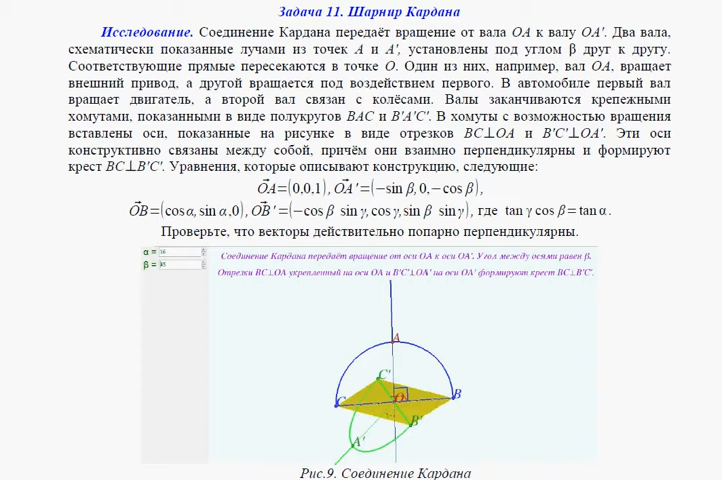 Задача 11. Шарнир Кардана
Исследование. Соединение Кардана передаёт вращение от вала OA к валу OA'. Два вала,
схематически показанные лучами из точек A и A', установлены под углом β друг к другу.
Соответствующие прямые пересекаются в точке O. Один из них, например, вал OA, вращает
внешний привод, а другой вращается под воздействием первого. В автомобиле первый вал
вращает двигатель, а второй вал связан с колёсами. Валы заканчиваются крепежными
хомутами, показанными в виде полукругов BAC и B'A'C'. В хомуты с возможностью вращения
вставлены оси, показанные на рисунке в виде отрезков BC⊥OA и B'C'⊥OA'. Эти оси
конструктивно связаны между собой, причём они взаимно перпендикулярны и формируют
крест BC⊥B'C'. Уравнения, которые описывают конструкцию, следующие:
OA⃗=(0,0,1), OA⃗'=(−sin β,0,−cos β),
OB⃗=(cos α, sin α,0), OB⃗'=(−cos β sin γ, cos γ, sin β sin γ), где tan γ cos β=tan α.
Проверьте, что векторы действительно попарно перпендикулярны.
α =
β =
Соединение Кардана передаёт вращение от оси OA к оси OA'. Угол между осями равен β.
Отрезки BC⊥OA укрепленный на оси OA и B'C'⊥OA' на оси OA' формируют крест BC⊥B'C'.
A
C'
C
O
B
B'
A'
Рис.9. Соединение Кардана